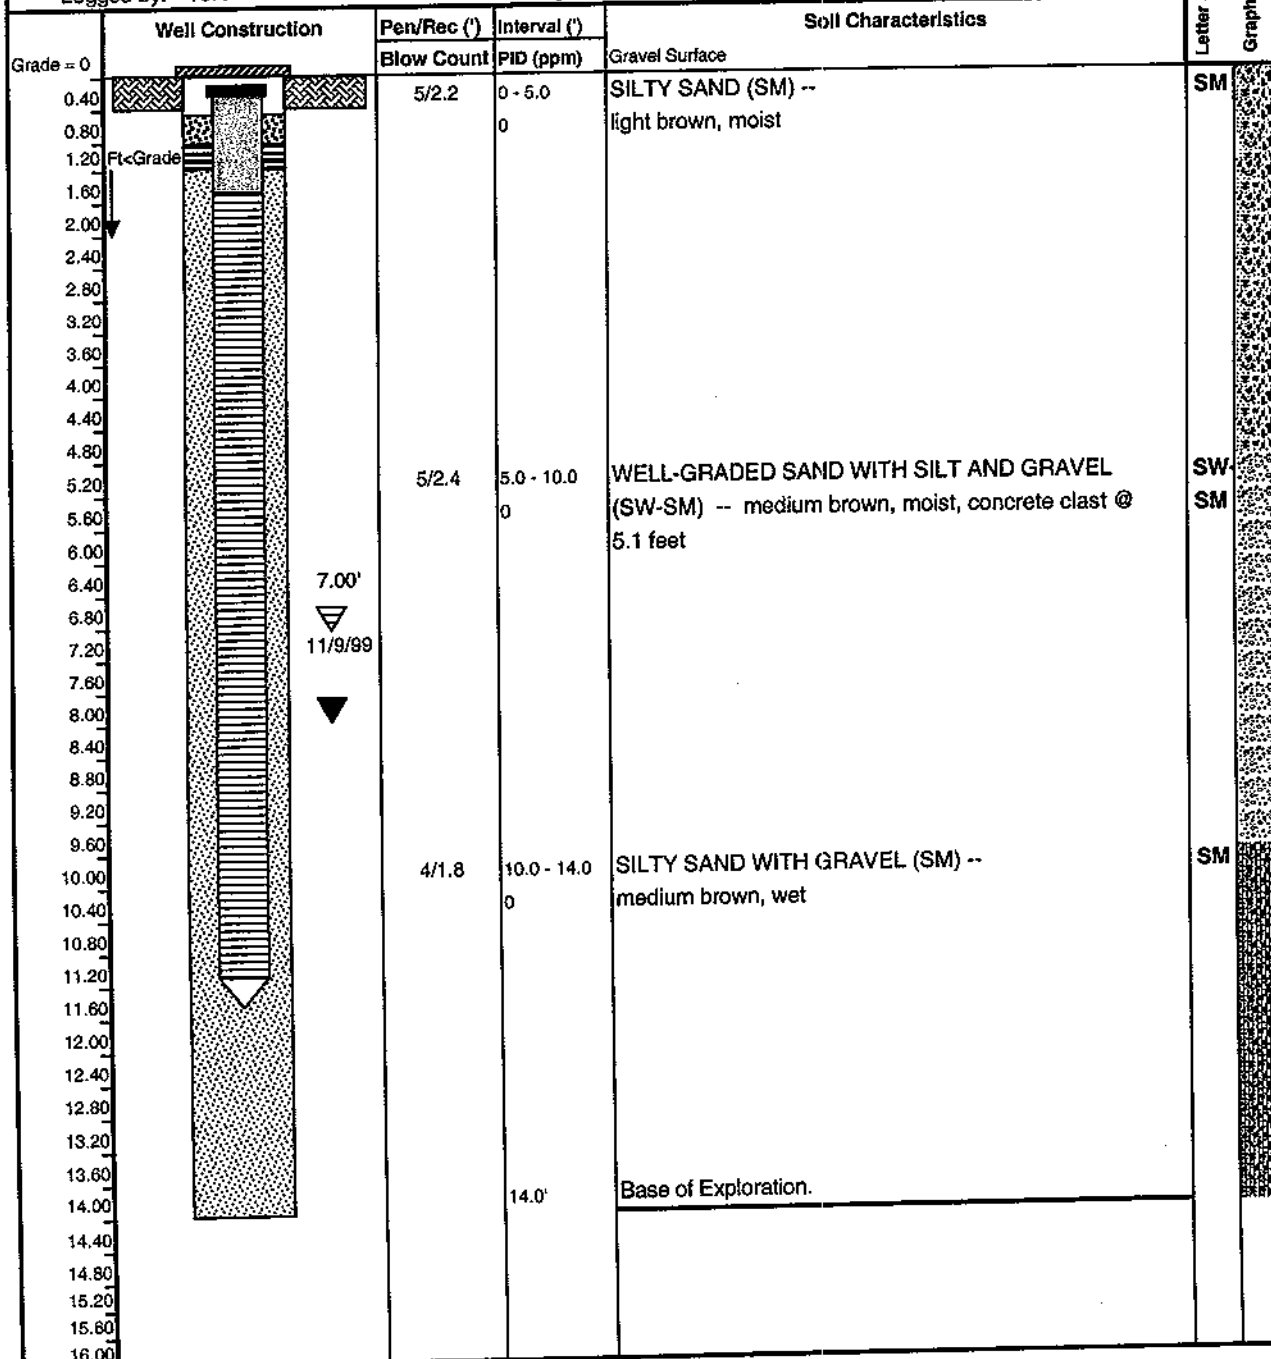 Logged By:
Well Construction
Pen/Rec (') Interval (')
Soil Characteristics
Letter
Graph
Blow Count PID (ppm)
Gravel Surface
Grade = 0
0.40
0.80
1.20 Ft<Grade
1.60
2.00
2.40
2.80
3.20
3.60
4.00
4.40
4.80
5.20
5.60
6.00
6.40
6.80
7.20
7.60
8.00
8.40
8.80
9.20
9.60
10.00
10.40
10.80
11.20
11.60
12.00
12.40
12.80
13.20
13.60
14.00
14.40
14.80
15.20
15.60
16.00
7.00'
11/9/99
5/2.2 0 - 5.0 SILTY SAND (SM) -- SM
0 light brown, moist
5/2.4 5.0 - 10.0 WELL-GRADED SAND WITH SILT AND GRAVEL SW-
0 (SW-SM) -- medium brown, moist, concrete clast @ SM
5.1 feet
4/1.8 10.0 - 14.0 SILTY SAND WITH GRAVEL (SM) -- SM
0 medium brown, wet
14.0' Base of Exploration.